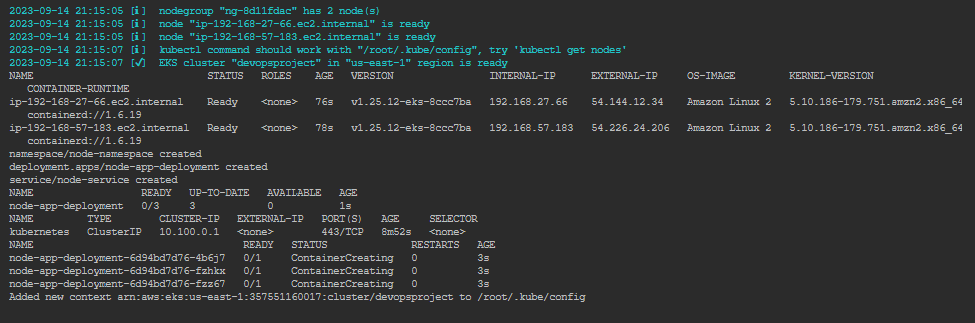 2023-09-14 21:15:05 [ℹ]  nodegroup "ng-8d11fdac" has 2 node(s)
2023-09-14 21:15:05 [ℹ]  node "ip-192-168-27-66.ec2.internal" is ready
2023-09-14 21:15:05 [ℹ]  node "ip-192-168-57-183.ec2.internal" is ready
2023-09-14 21:15:07 [ℹ]  kubectl command should work with "/root/.kube/config", try 'kubectl get nodes'
2023-09-14 21:15:07 [✔]  EKS cluster "devopsproject" in "us-east-1" region is ready
NAME STATUS ROLES AGE VERSION INTERNAL-IP EXTERNAL-IP OS-IMAGE KERNEL-VERSION
CONTAINER-RUNTIME
ip-192-168-27-66.ec2.internal Ready <none> 76s v1.25.12-eks-8ccc7ba 192.168.27.66 54.144.12.34 Amazon Linux 2 5.10.186-179.751.amzn2.x86_64
containerd://1.6.19
ip-192-168-57-183.ec2.internal Ready <none> 78s v1.25.12-eks-8ccc7ba 192.168.57.183 54.226.24.206 Amazon Linux 2 5.10.186-179.751.amzn2.x86_64
containerd://1.6.19
namespace/node-namespace created
deployment.apps/node-app-deployment created
service/node-service created
NAME READY UP-TO-DATE AVAILABLE AGE
node-app-deployment 0/3 3 0 1s
NAME TYPE CLUSTER-IP EXTERNAL-IP PORT(S) AGE SELECTOR
kubernetes ClusterIP 10.100.0.1 <none> 443/TCP 8m52s <none>
NAME READY STATUS RESTARTS AGE
node-app-deployment-6d94bd7d76-4b6j7 0/1 ContainerCreating 0 3s
node-app-deployment-6d94bd7d76-fzhkx 0/1 ContainerCreating 0 3s
node-app-deployment-6d94bd7d76-fzz67 0/1 ContainerCreating 0 3s
Added new context arn:aws:eks:us-east-1:357551160017:cluster/devopsproject to /root/.kube/config